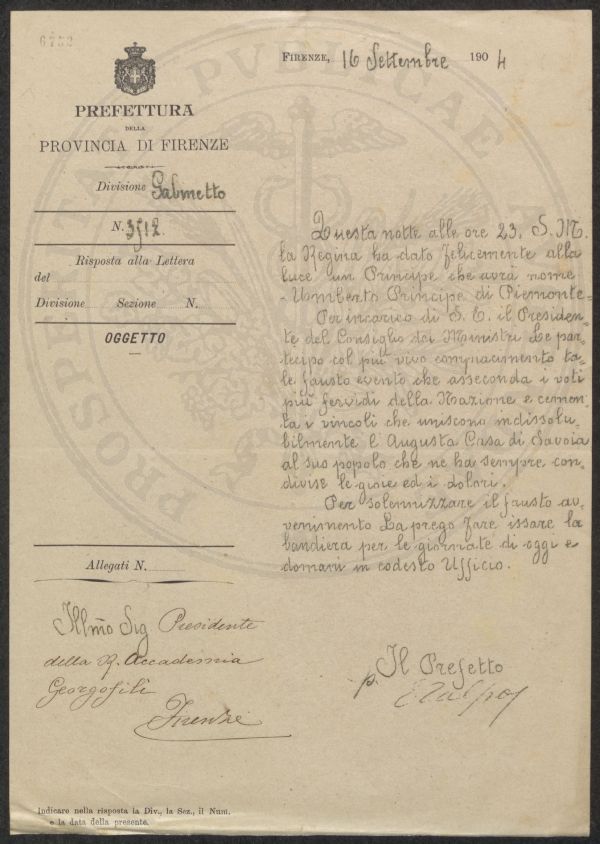 FIRENZE, 16 Settembre 1904
PREFETTURA
DELLA
PROVINCIA DI FIRENZE
Divisione Gabinetto
N. 3512.
Risposta alla Lettera
del
Divisione Sezione N.
OGGETTO
Allegati N.
Questa notte alle ore 23. S. M.
la Regina ha dato felicemente alla
luce un Principe che avrà nome
- Umberto Principe di Piemonte -
Per incarico di S. E. il Presiden-
te del Consiglio dei Ministri Le par-
tecipo col più vivo compiacimento ta-
le fausto evento che asseconda i voti
più fervidi della Nazione e cemen-
ta i vincoli che uniscono indissolu-
bilmente l'Augusta Casa di Savoia
al suo popolo che ne ha sempre con-
divise le gioie ed i dolori.
Per solennizzare il fausto av-
venimento La prego fare issare la
bandiera per le giornate di oggi e
domani in codesto Ufficio.
p. Il Prefetto
Illmo Sig Presidente
della R. Accademia
Georgofili
Firenze
Indicare nella risposta la Div., la Sez., il Num.
e la data della presente.
PROSPERITATI PVBLICAE